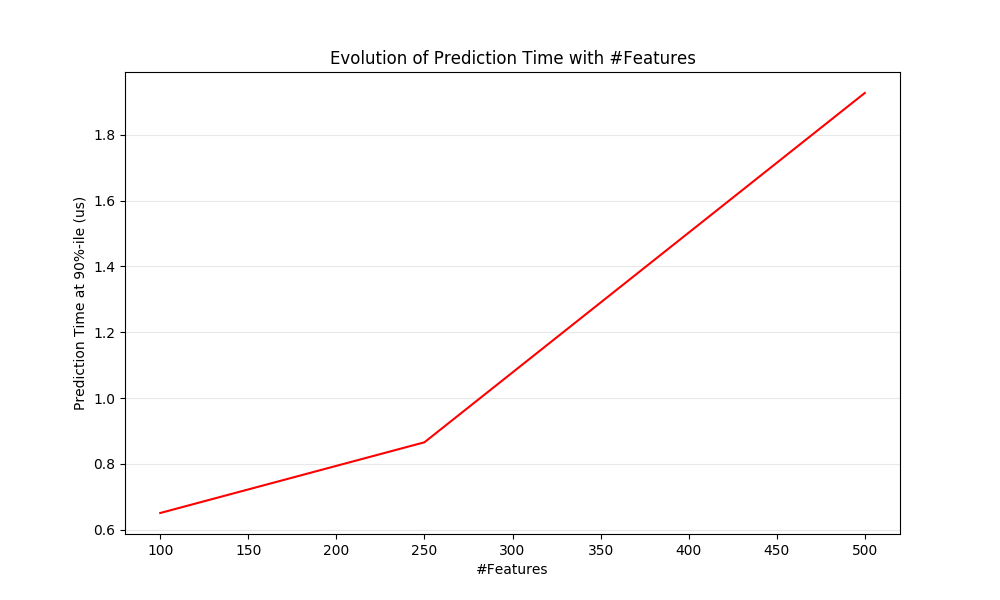 Evolution of Prediction Time with #Features
Prediction Time at 90%-ile (us)
1.8
1.6
1.4
1.2
1.0
0.8
0.6
100 150 200 250 300 350 400 450 500
#Features